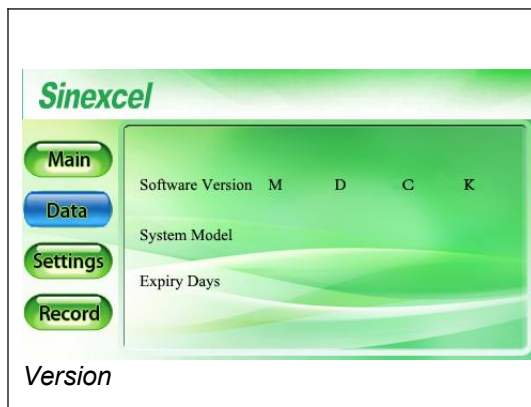 Sinexcel
Main
Data
Settings
Record
Software Version M D C K
System Model
Expiry Days
Version